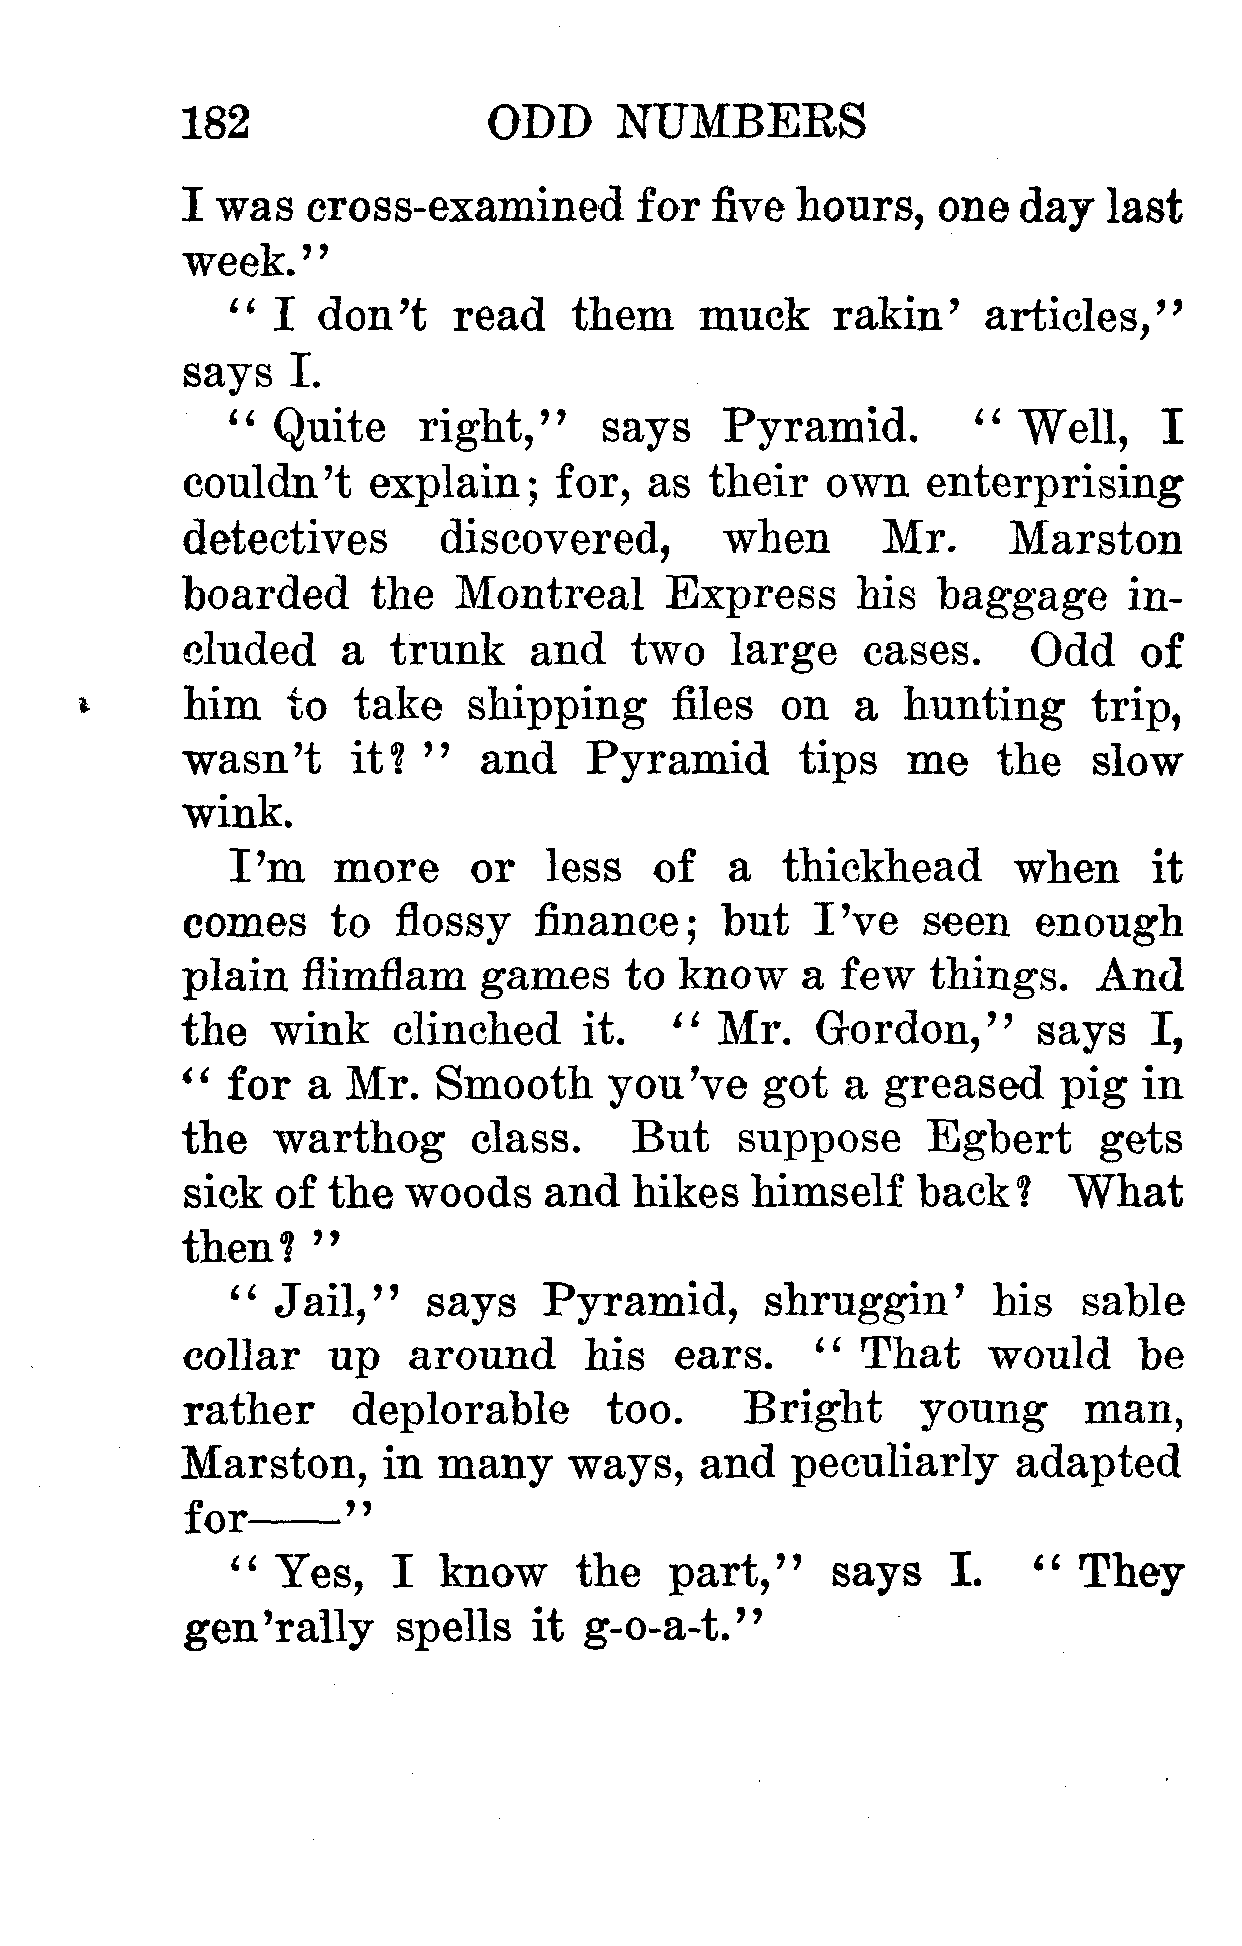 182 ODD NUMBERS
I was cross-examined for five hours, one day last
week.”
“ I don’t read them muck rakin’ articles,”
says I.
“ Quite right,” says Pyramid. “ Well, I
couldn’t explain; for, as their own enterprising
detectives discovered, when Mr. Marston
boarded the Montreal Express his baggage in-
cluded a trunk and two large cases. Odd of
him to take shipping files on a hunting trip,
wasn’t it? ” and Pyramid tips me the slow
wink.
I’m more or less of a thickhead when it
comes to flossy finance; but I’ve seen enough
plain flimflam games to know a few things. And
the wink clinched it. “ Mr. Gordon,” says I,
“ for a Mr. Smooth you’ve got a greased pig in
the warthog class. But suppose Egbert gets
sick of the woods and hikes himself back? What
then? ”
“ Jail,” says Pyramid, shruggin’ his sable
collar up around his ears. “ That would be
rather deplorable too. Bright young man,
Marston, in many ways, and peculiarly adapted
for——”
“ Yes, I know the part,” says I. “ They
gen’rally spells it g-o-a-t.”